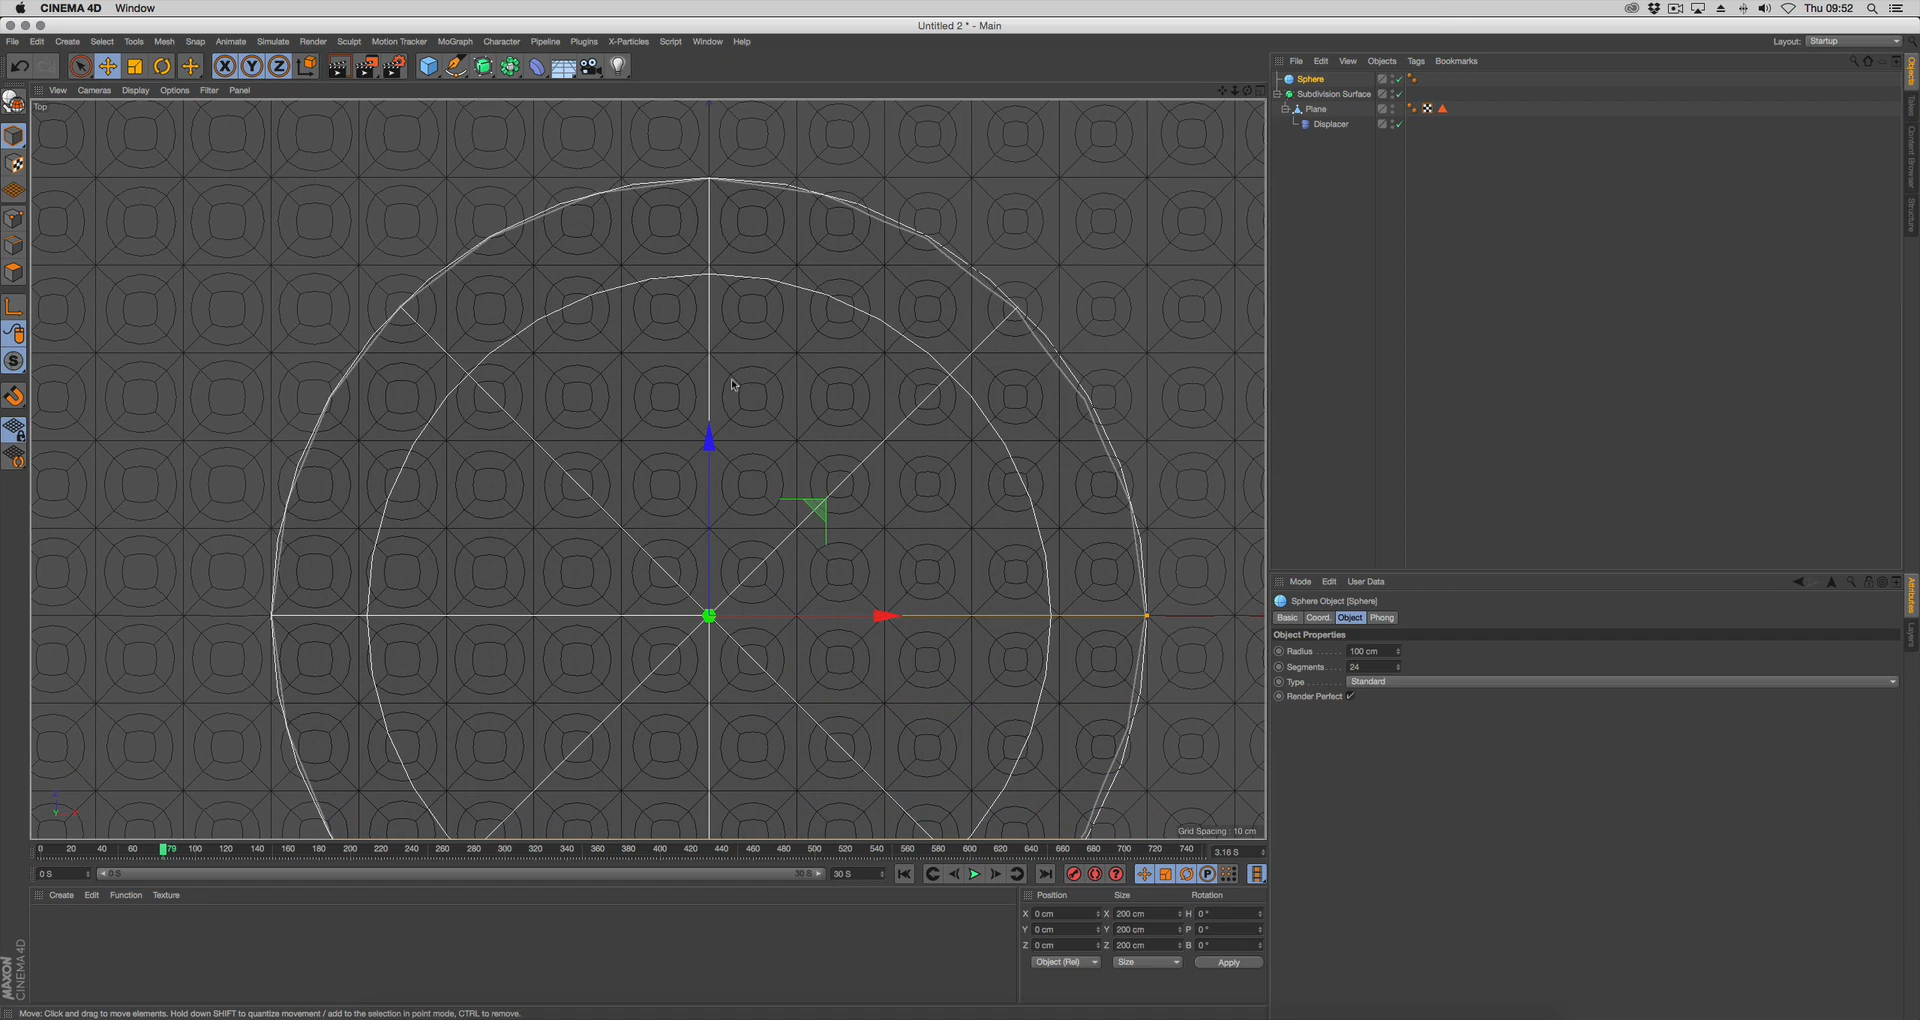 CINEMA 4D Window
Thu 09:52
Untitled 2 * - Main
File Edit Create Select Tools Mesh Snap Animate Simulate Render Sculpt Motion Tracker MoGraph Character Pipeline Plugins X-Particles Script Window Help
Layout: Startup
File Edit View Objects Tags Bookmarks
View Cameras Display Options Filter Panel
Top
Sphere
Subdivision Surface
Plane
Displacer
Objects
Takes
Content Browser
Structure
Mode Edit User Data
Sphere Object [Sphere]
Basic Coord. Object Phong
Object Properties
Radius 100 cm
Segments 24
Type Standard
Render Perfect
Attributes
Layers
X
Y
Z
S
Grid Spacing : 10 cm
0 20 40 60 79 100 120 140 160 180 200 220 240 260 280 300 320 340 360 380 400 420 440 460 480 500 520 540 560 580 600 620 640 660 680 700 720 740
3.16 S
0 S 0 S 30 S 30 S
P
Create Edit Function Texture
Position Size Rotation
X 0 cm X 200 cm H 0 °
Y 0 cm Y 200 cm P 0 °
Z 0 cm Z 200 cm B 0 °
Object (Rel) Size Apply
MAXON
CINEMA 4D
Move: Click and drag to move elements. Hold down SHIFT to quantize movement / add to the selection in point mode, CTRL to remove.